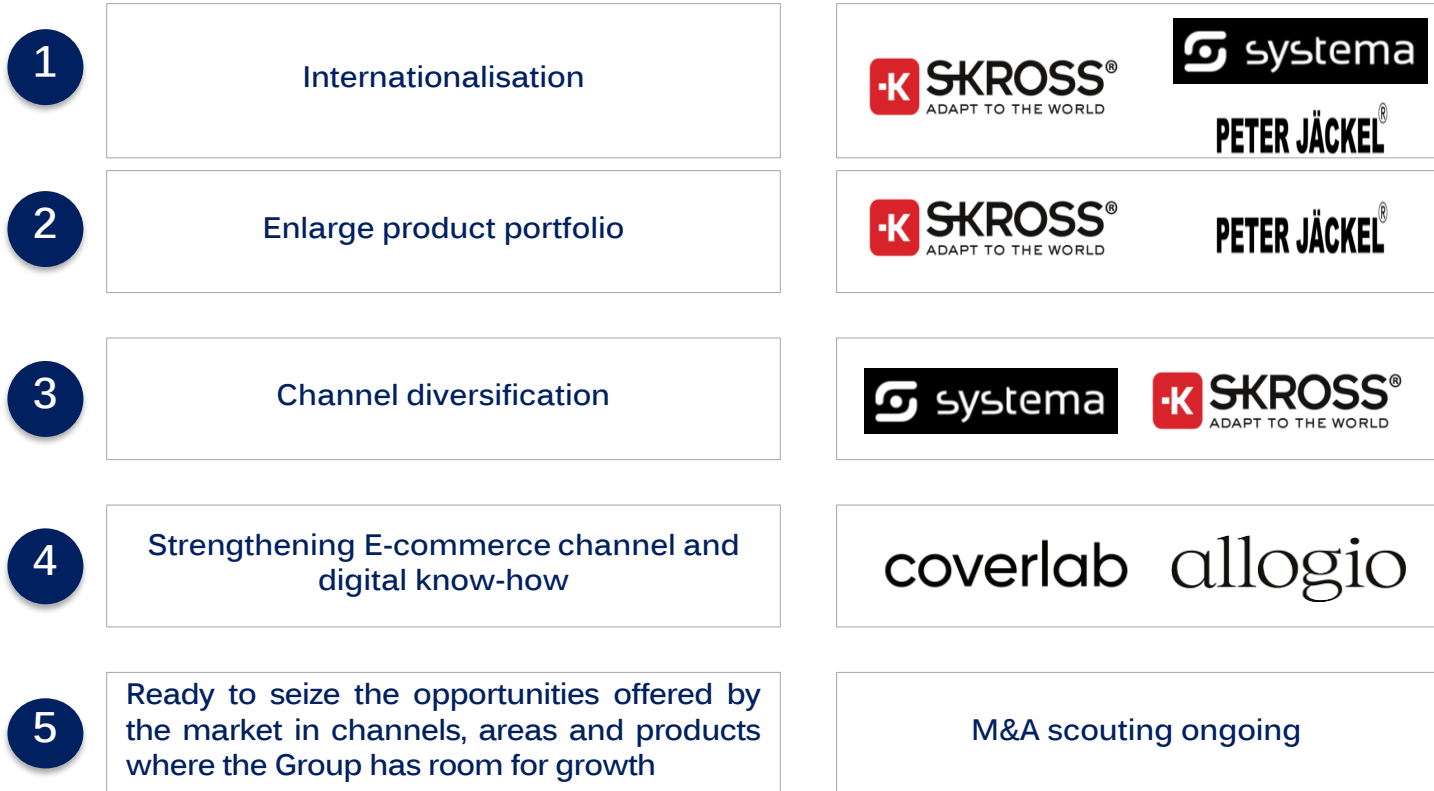 1
Internationalisation
SKROSS®
ADAPT TO THE WORLD
systema
PETER JÄCKEL®
2
Enlarge product portfolio
SKROSS®
ADAPT TO THE WORLD
PETER JÄCKEL®
3
Channel diversification
systema
SKROSS®
ADAPT TO THE WORLD
4
Strengthening E-commerce channel and
digital know-how
coverlab
allogio
5
Ready to seize the opportunities offered by
the market in channels, areas and products
where the Group has room for growth
M&A scouting ongoing